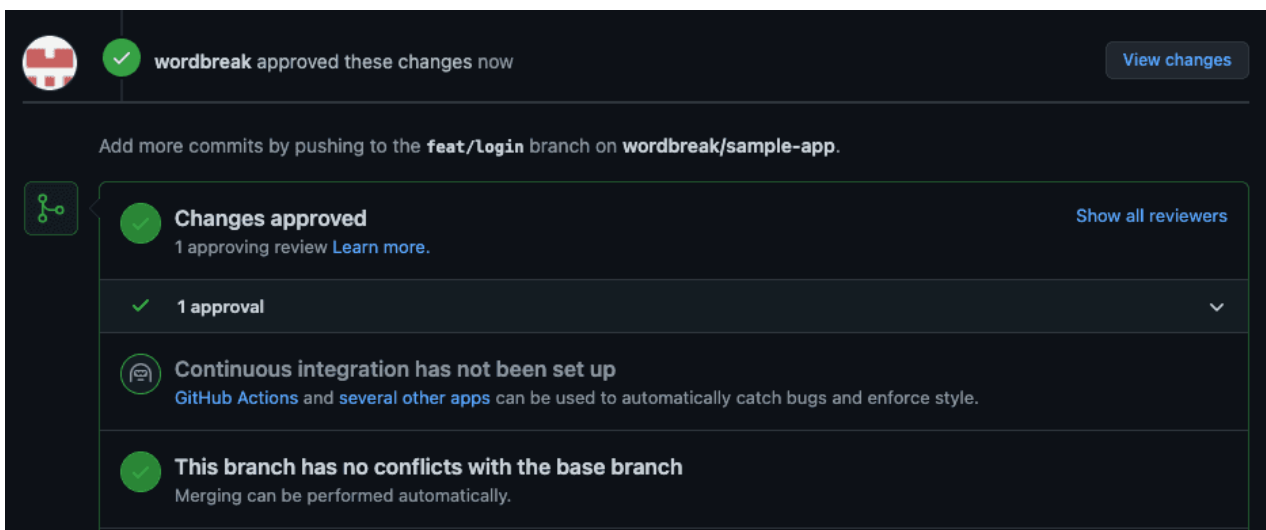 wordbreak approved these changes now
View changes
Add more commits by pushing to the feat/login branch on wordbreak/sample-app.
Changes approved
Show all reviewers
1 approving review Learn more.
1 approval
Continuous integration has not been set up
GitHub Actions and several other apps can be used to automatically catch bugs and enforce style.
This branch has no conflicts with the base branch
Merging can be performed automatically.